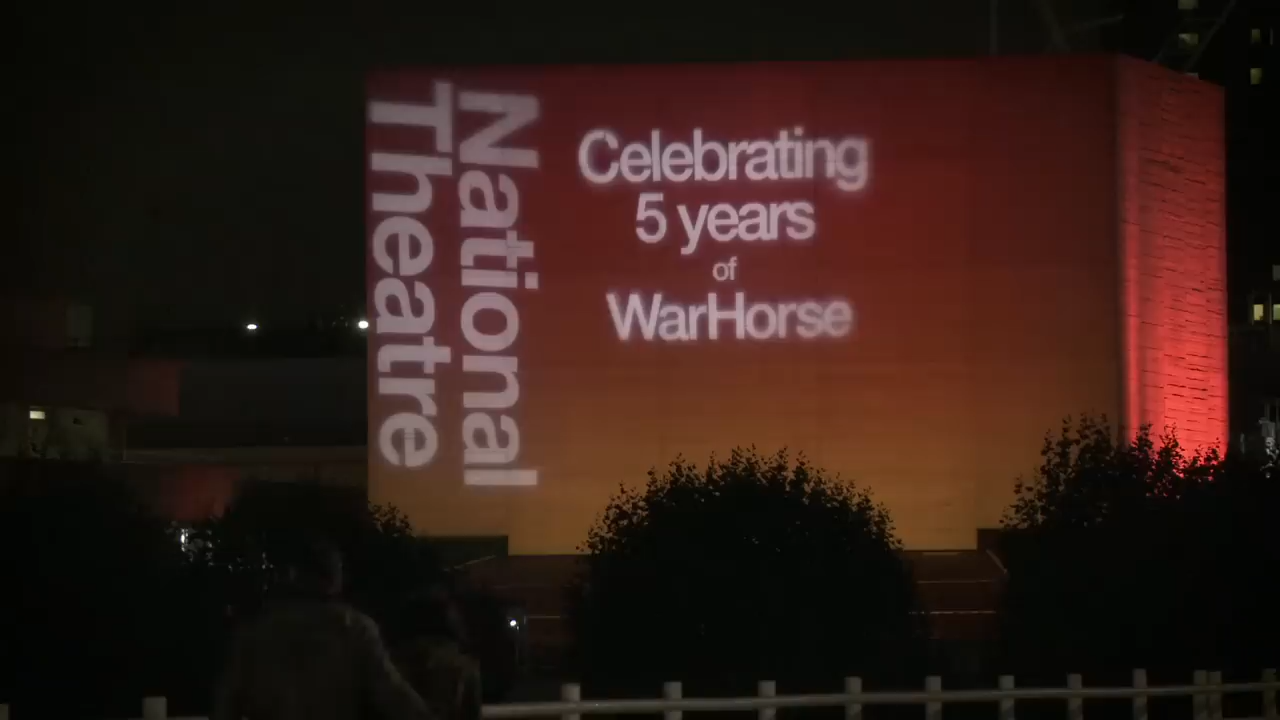 National
Theatre
Celebrating
5 years
of
WarHorse